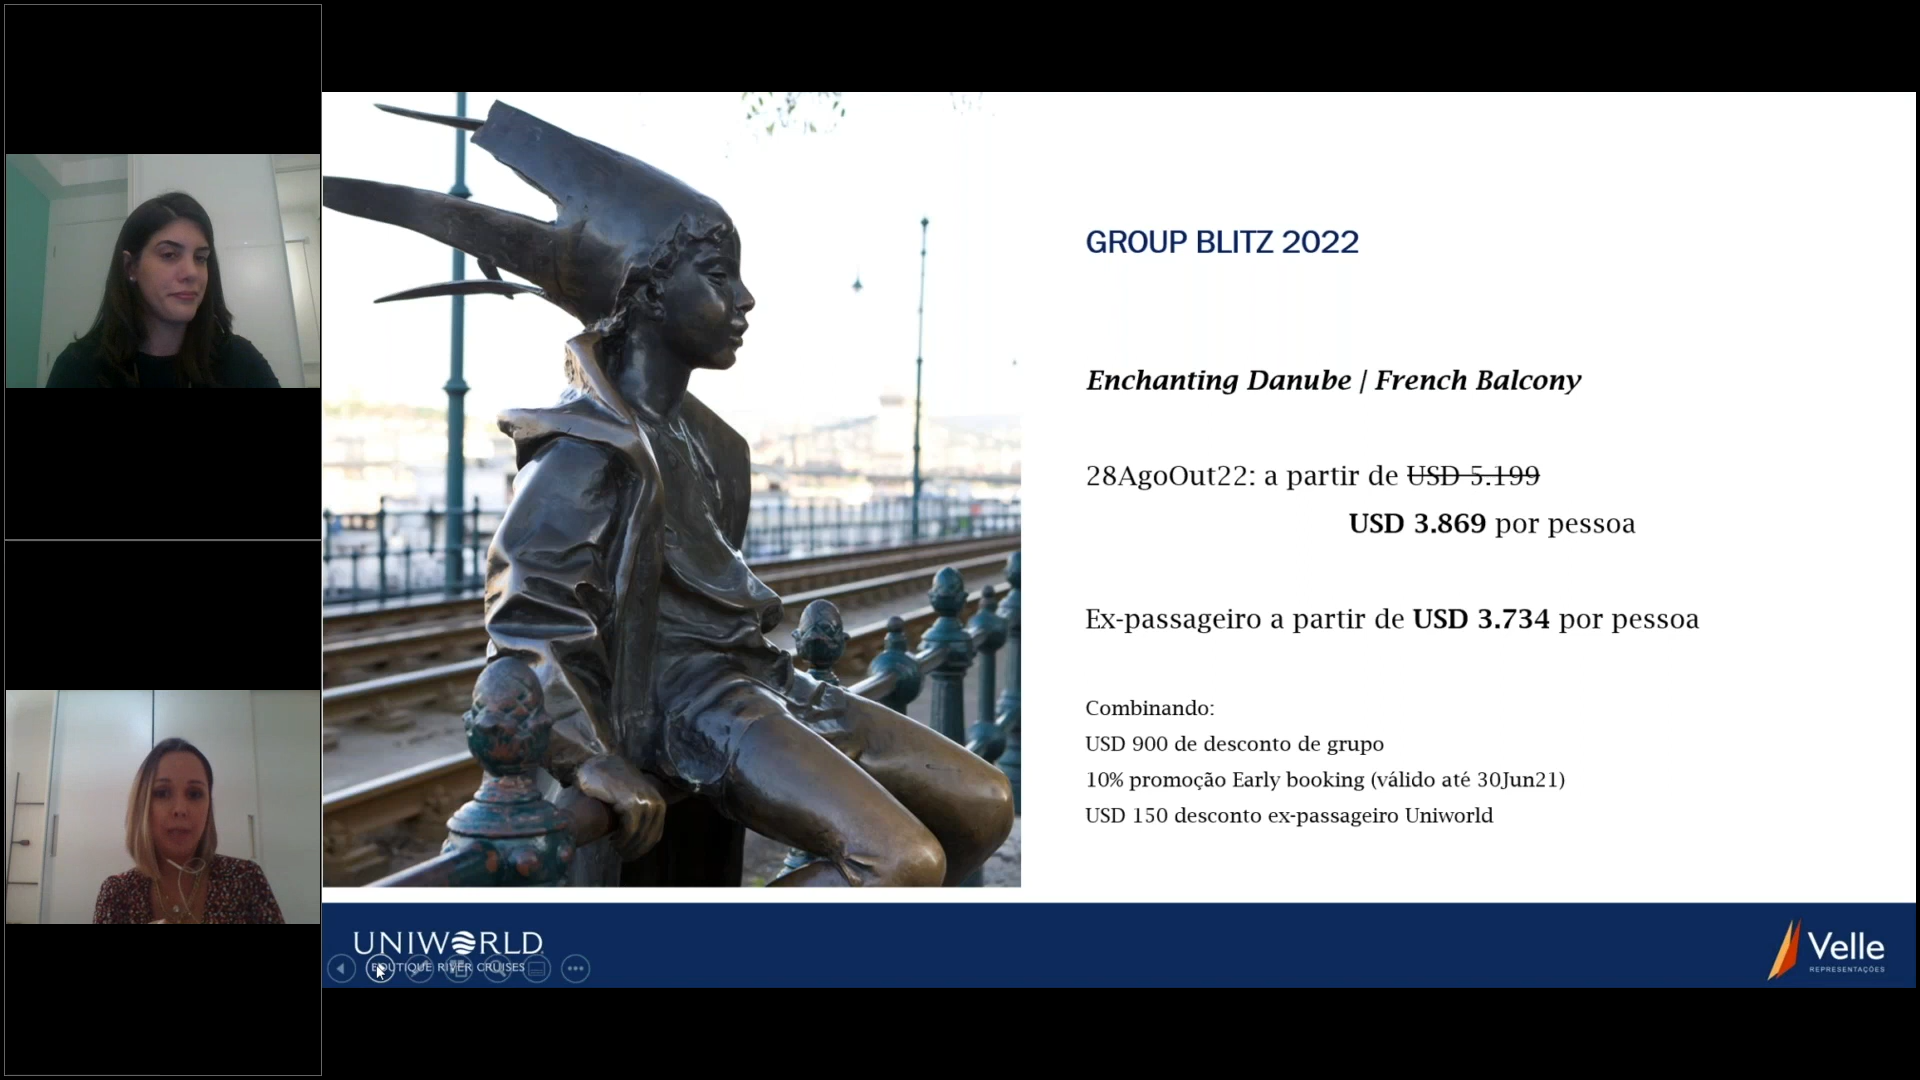 GROUP BLITZ 2022
Enchanting Danube / French Balcony
28AgoOut22: a partir de USD 5.199
USD 3.869 por pessoa
Ex-passageiro a partir de USD 3.734 por pessoa
Combinando:
USD 900 de desconto de grupo
10% promoção Early booking (válido até 30Jun21)
USD 150 desconto ex-passageiro Uniworld
UNIWORLD
BOUTIQUE RIVER CRUISES
Velle
REPRESENTAÇÕES